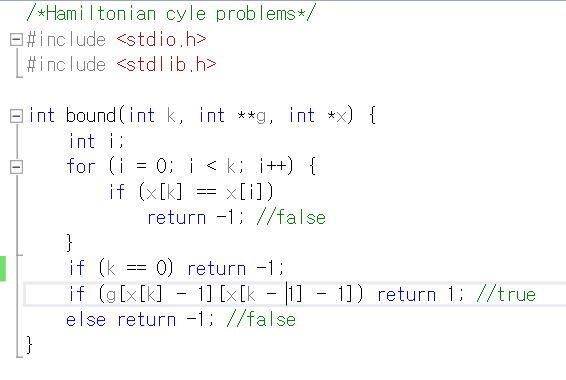 /*Hamiltonian cyle problems*/
#include <stdio.h>
#include <stdlib.h>
int bound(int k, int **g, int *x) {
int i;
for (i = 0; i < k; i++) {
if (x[k] == x[i])
return -1; //false
}
if (k == 0) return -1;
if (g[x[k] - 1][x[k - 1] - 1]) return 1; //true
else return -1; //false
}